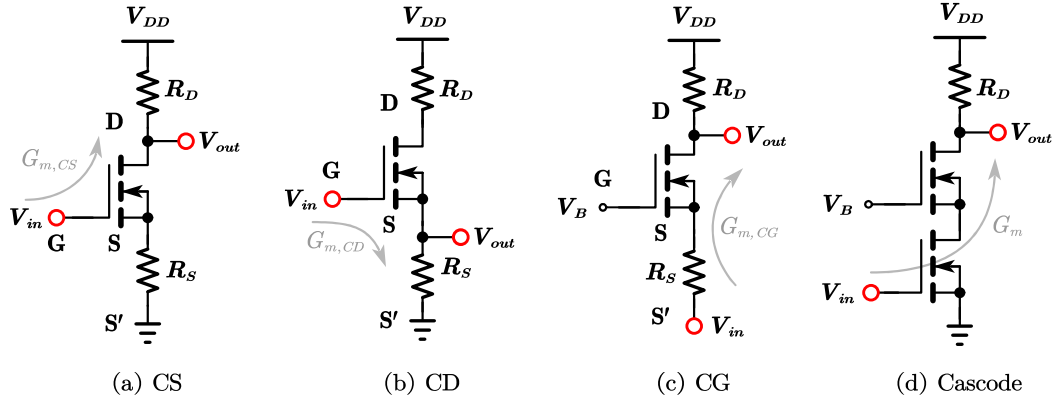 V_DD
R_D
D
V_out
G_m,CS
V_in
G
S
R_S
S′
(a) CS
V_DD
R_D
D
G
V_in
S
G_m,CD
V_out
R_S
S′
(b) CD
V_DD
R_D
D
V_out
G
V_B
S
G_m,CG
R_S
S′
V_in
(c) CG
V_DD
R_D
V_out
V_B
G_m
V_in
(d) Cascode